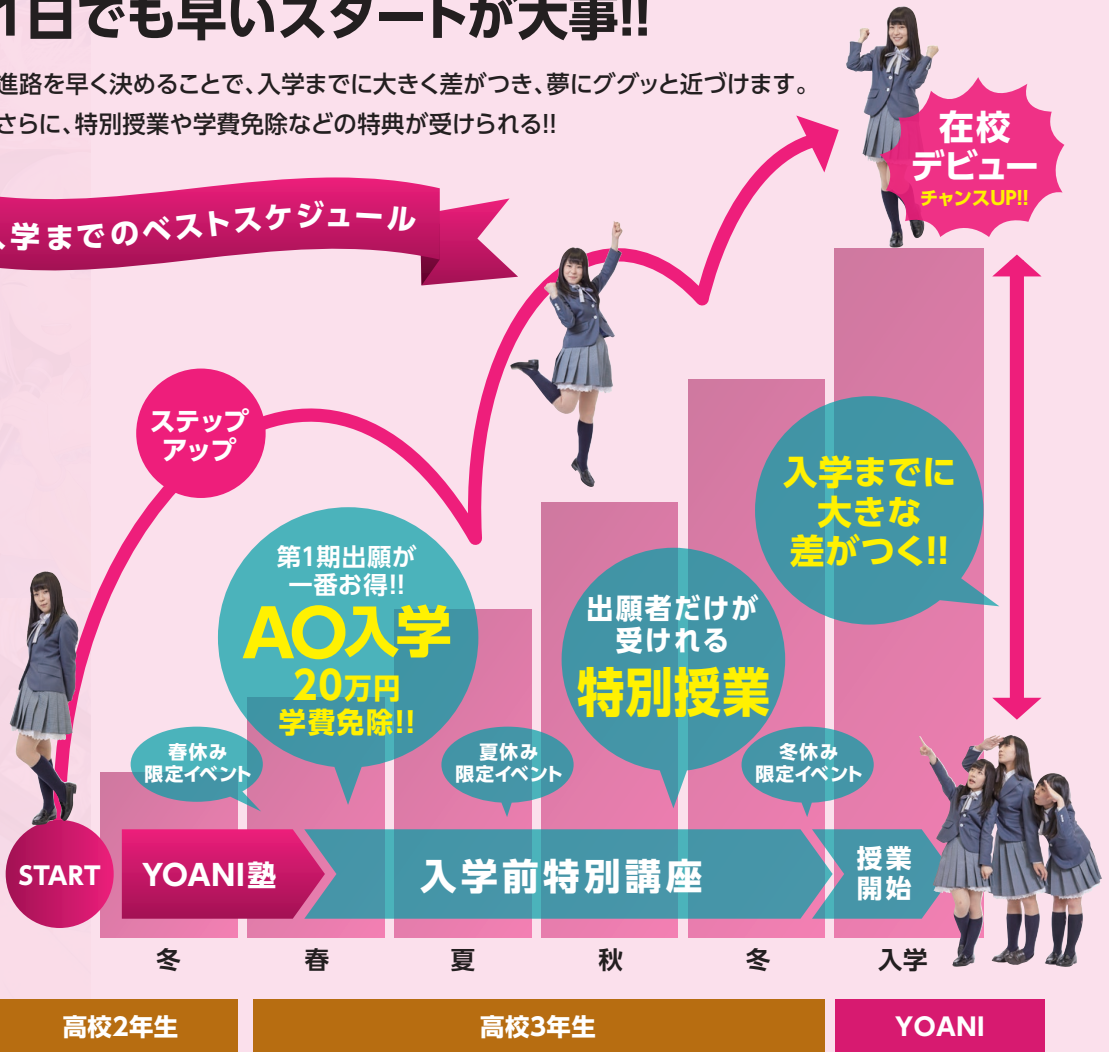 1日でも早いスタートが大事!!
進路を早く決めることで、入学までに大きく差がつき、夢にググッと近づけます。
さらに、特別授業や学費免除などの特典が受けられる!!
入学までのベストスケジュール
在校
デビュー
チャンスUP!!
ステップ
アップ
入学までに
大きな
差がつく!!
第1期出願が
一番お得!!
AO入学
20万円
学費免除!!
出願者だけが
受けれる
特別授業
春休み
限定イベント
夏休み
限定イベント
冬休み
限定イベント
START
YOANI塾
入学前特別講座
授業
開始
冬
春
夏
秋
冬
入学
高校2年生
高校3年生
YOANI